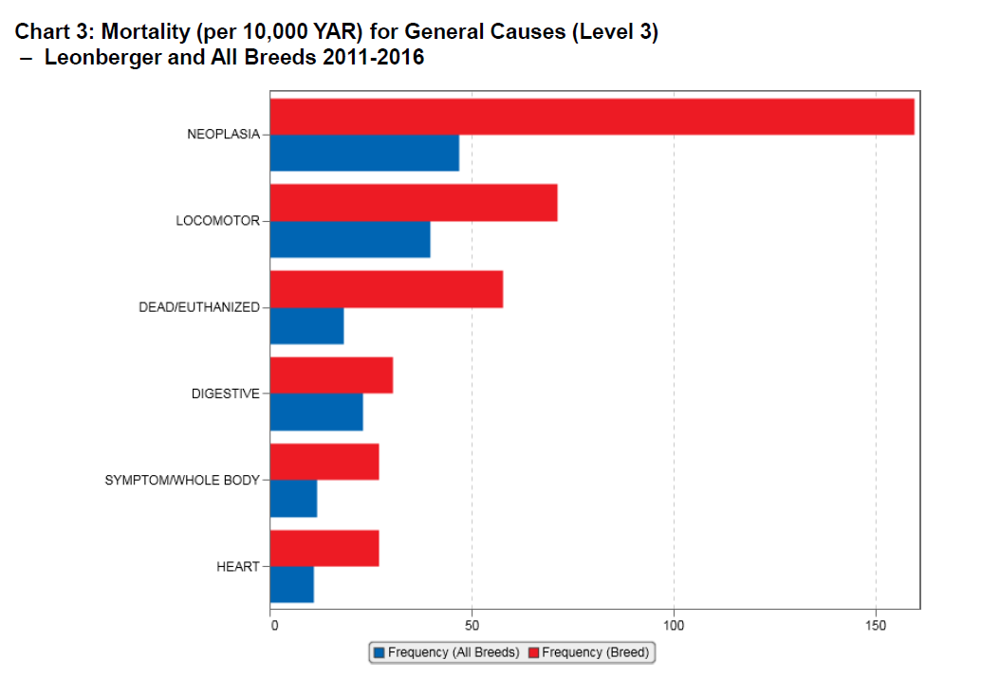 Chart 3: Mortality (per 10,000 YAR) for General Causes (Level 3)
– Leonberger and All Breeds 2011-2016
NEOPLASIA
LOCOMOTOR
DEAD/EUTHANIZED
DIGESTIVE
SYMPTOM/WHOLE BODY
HEART
0 50 100 150
Frequency (All Breeds) Frequency (Breed)